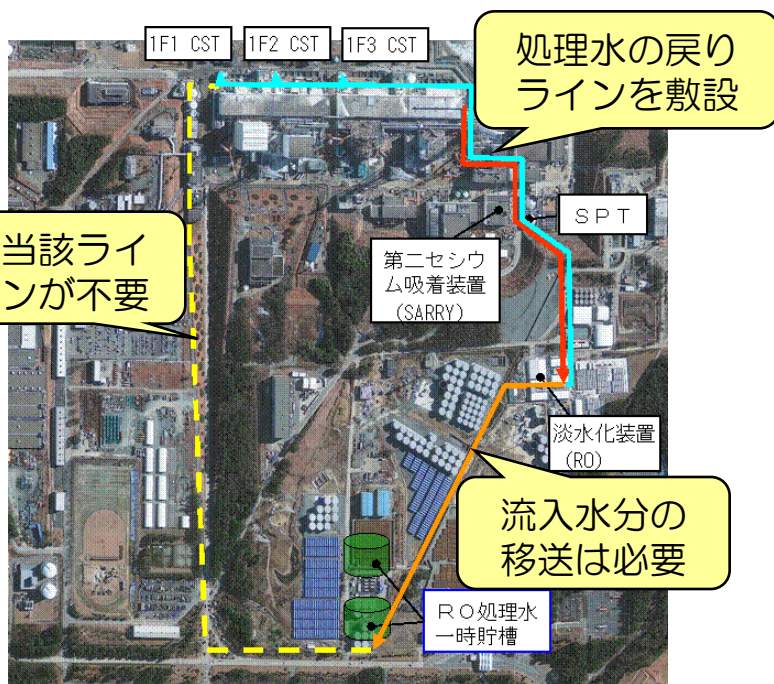 1F1 CST
1F2 CST
1F3 CST
処理水の戻り
ラインを敷設
ＳＰＴ
当該ライ
ンが不要
第二セシウ
ム吸着装置
(SARRY)
淡水化装置
(RO)
流入水分の
移送は必要
ＲＯ処理水
一時貯槽